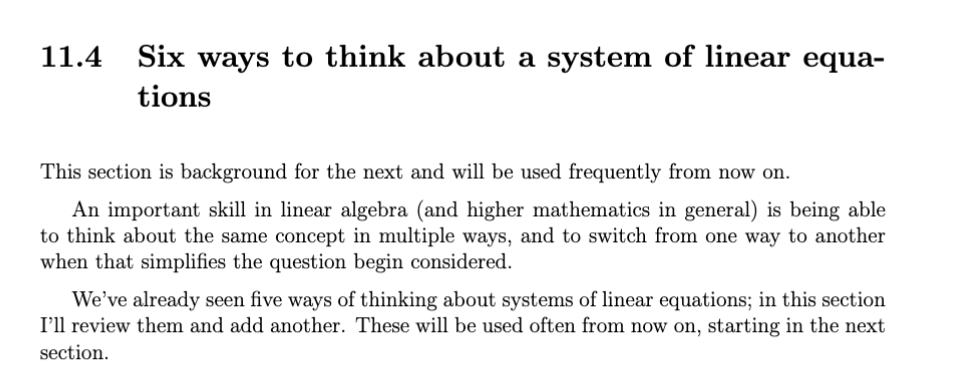 11.4 Six ways to think about a system of linear equa-
tions
This section is background for the next and will be used frequently from now on.
An important skill in linear algebra (and higher mathematics in general) is being able
to think about the same concept in multiple ways, and to switch from one way to another
when that simplifies the question begin considered.
We've already seen five ways of thinking about systems of linear equations; in this section
I'll review them and add another. These will be used often from now on, starting in the next
section.